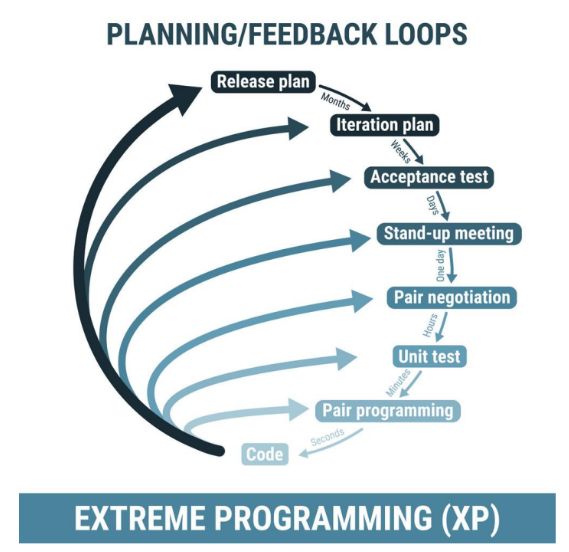 PLANNING/FEEDBACK LOOPS
Release plan
Months
Iteration plan
Weeks
Acceptance test
Days
Stand-up meeting
One day
Pair negotiation
Hours
Unit test
Minutes
Pair programming
Seconds
Code
EXTREME PROGRAMMING (XP)